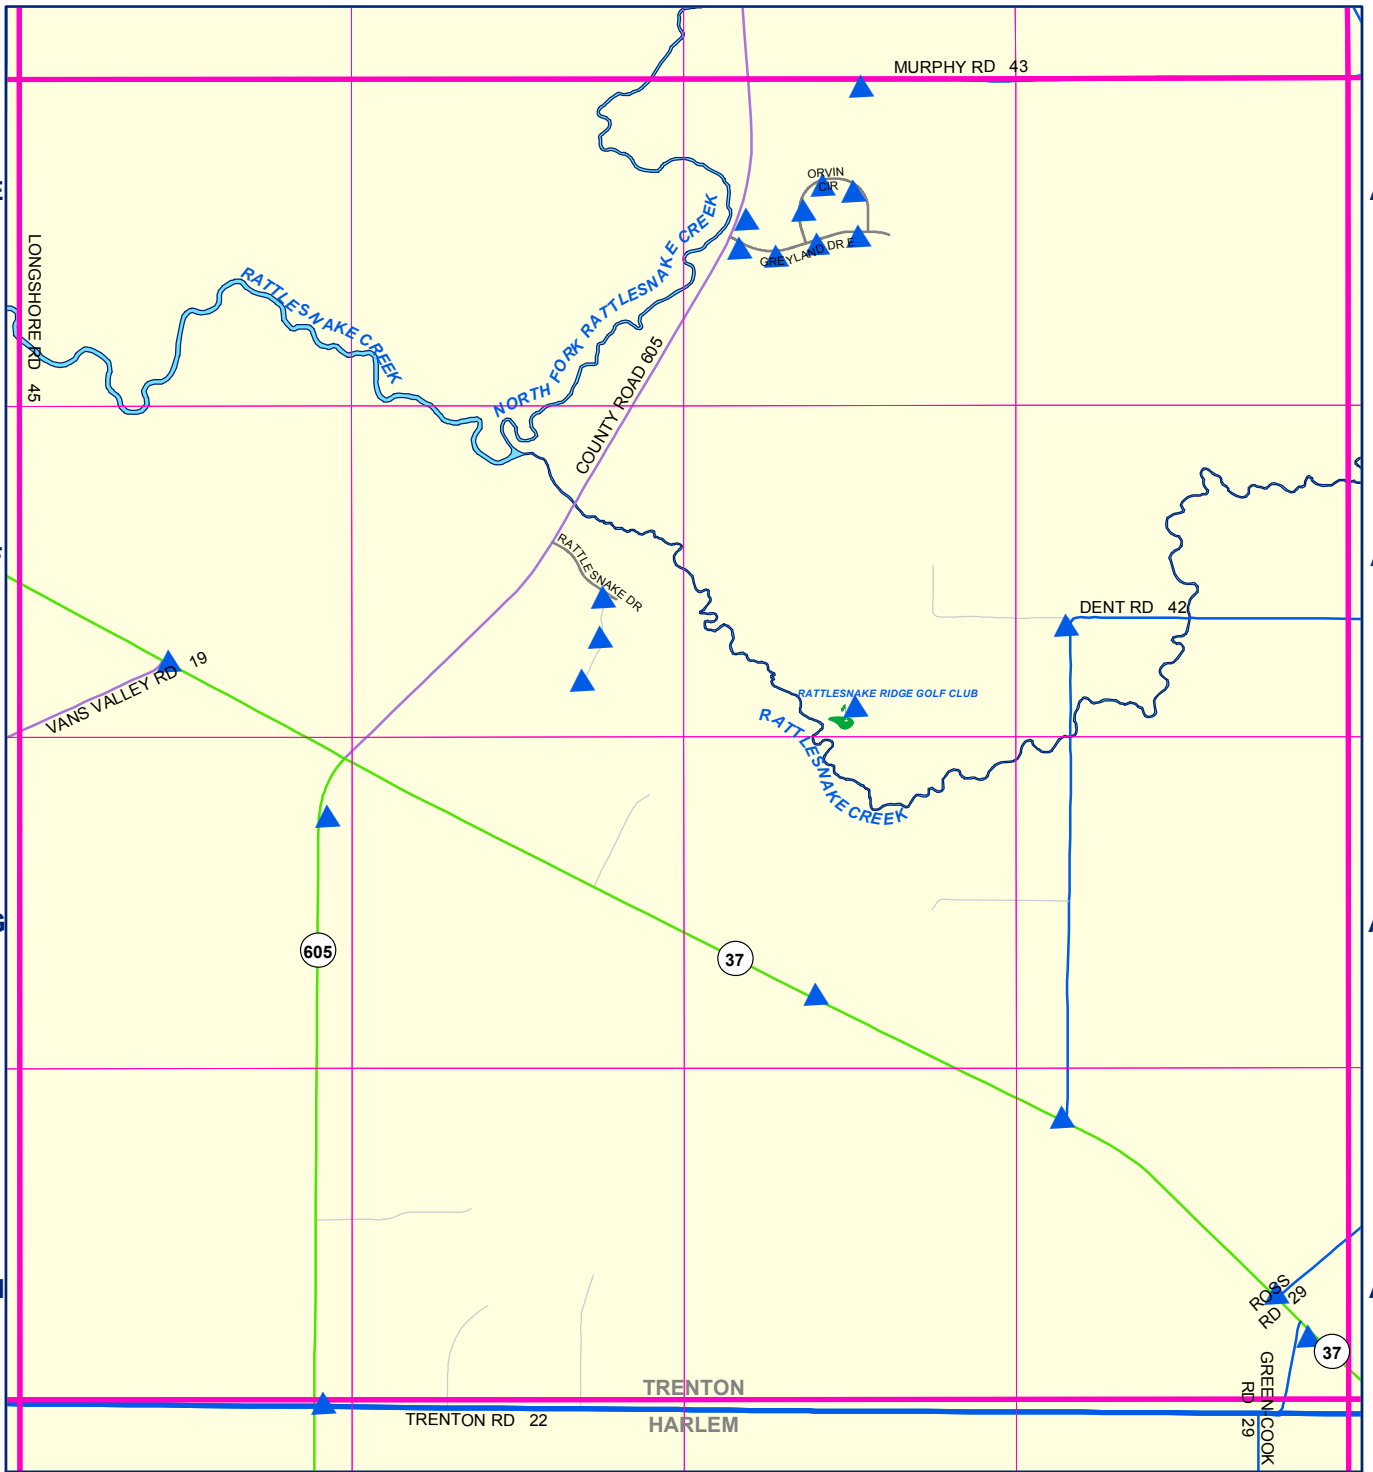 MURPHY RD 43
ORVIN
CIR
GREYLAND DR E
LONGSHORE RD 45
RATTLESNAKE CREEK
NORTH FORK RATTLESNAKE CREEK
COUNTY ROAD 605
RATTLESNAKE DR
DENT RD 42
VANS VALLEY RD 19
RATTLESNAKE RIDGE GOLF CLUB
RATTLESNAKE CREEK
605
37
ROSS
RD 29
37
GREEN-COOK
RD 29
TRENTON
TRENTON RD 22
HARLEM